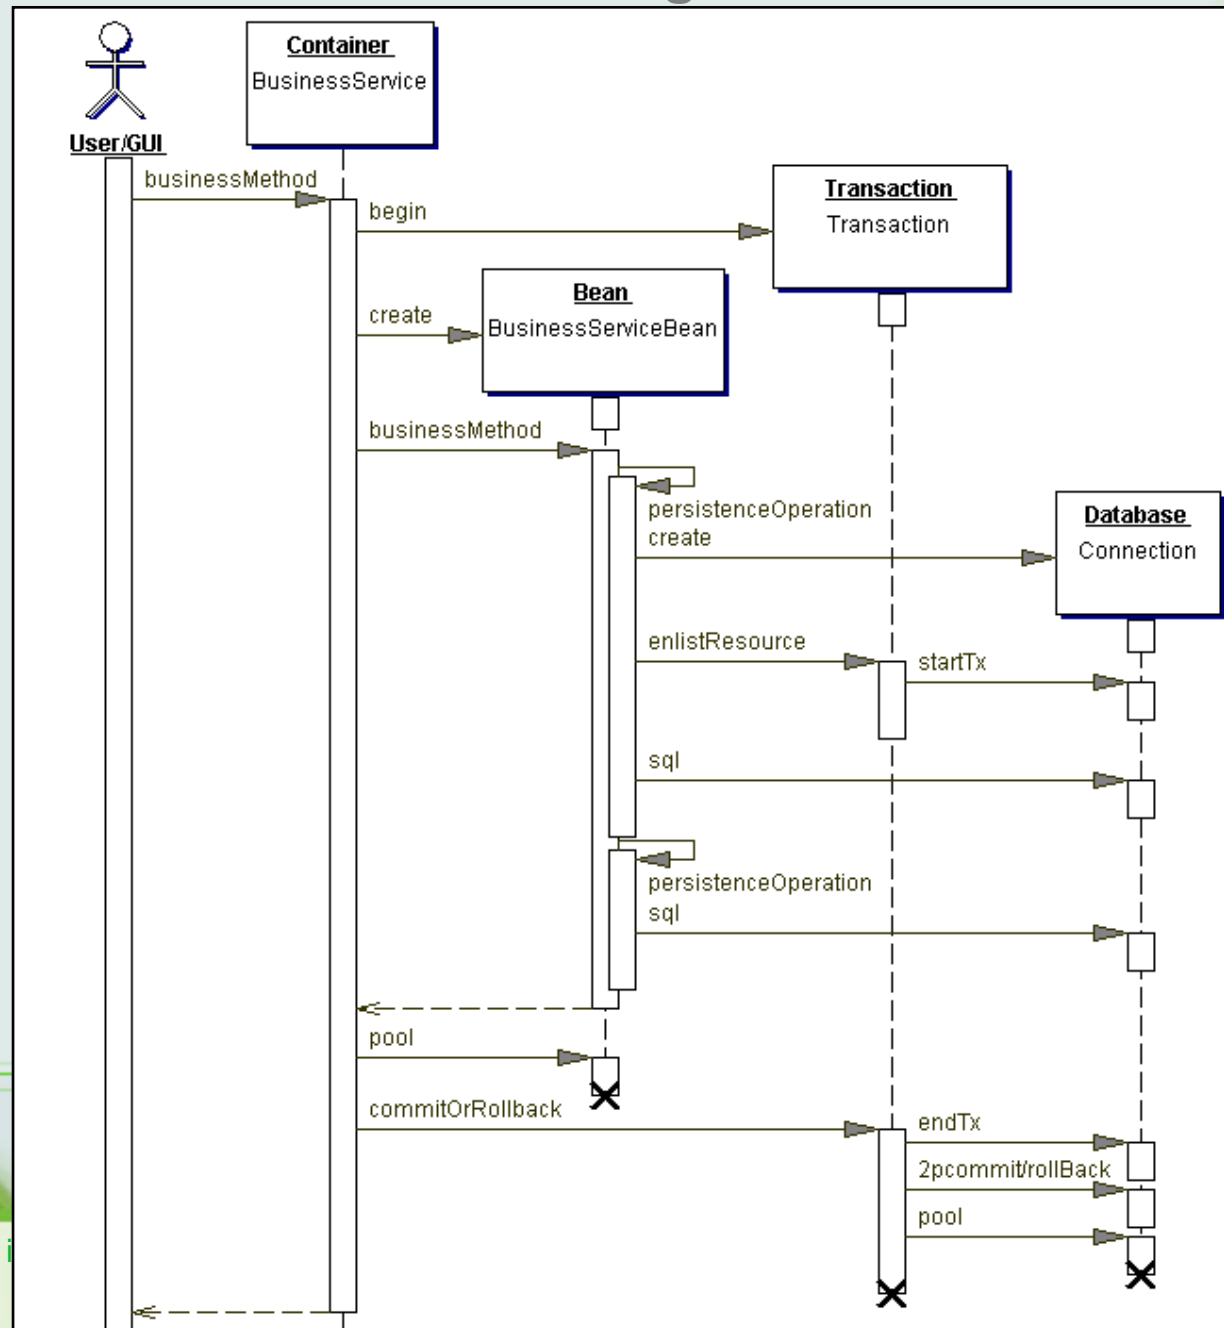 Container
BusinessService
User/GUI
businessMethod
Transaction
Transaction
begin
Bean
BusinessServiceBean
create
businessMethod
persistenceOperation
create
Database
Connection
enlistResource
startTx
sql
persistenceOperation
sql
pool
commitOrRollback
endTx
2pcommit/rollBack
pool